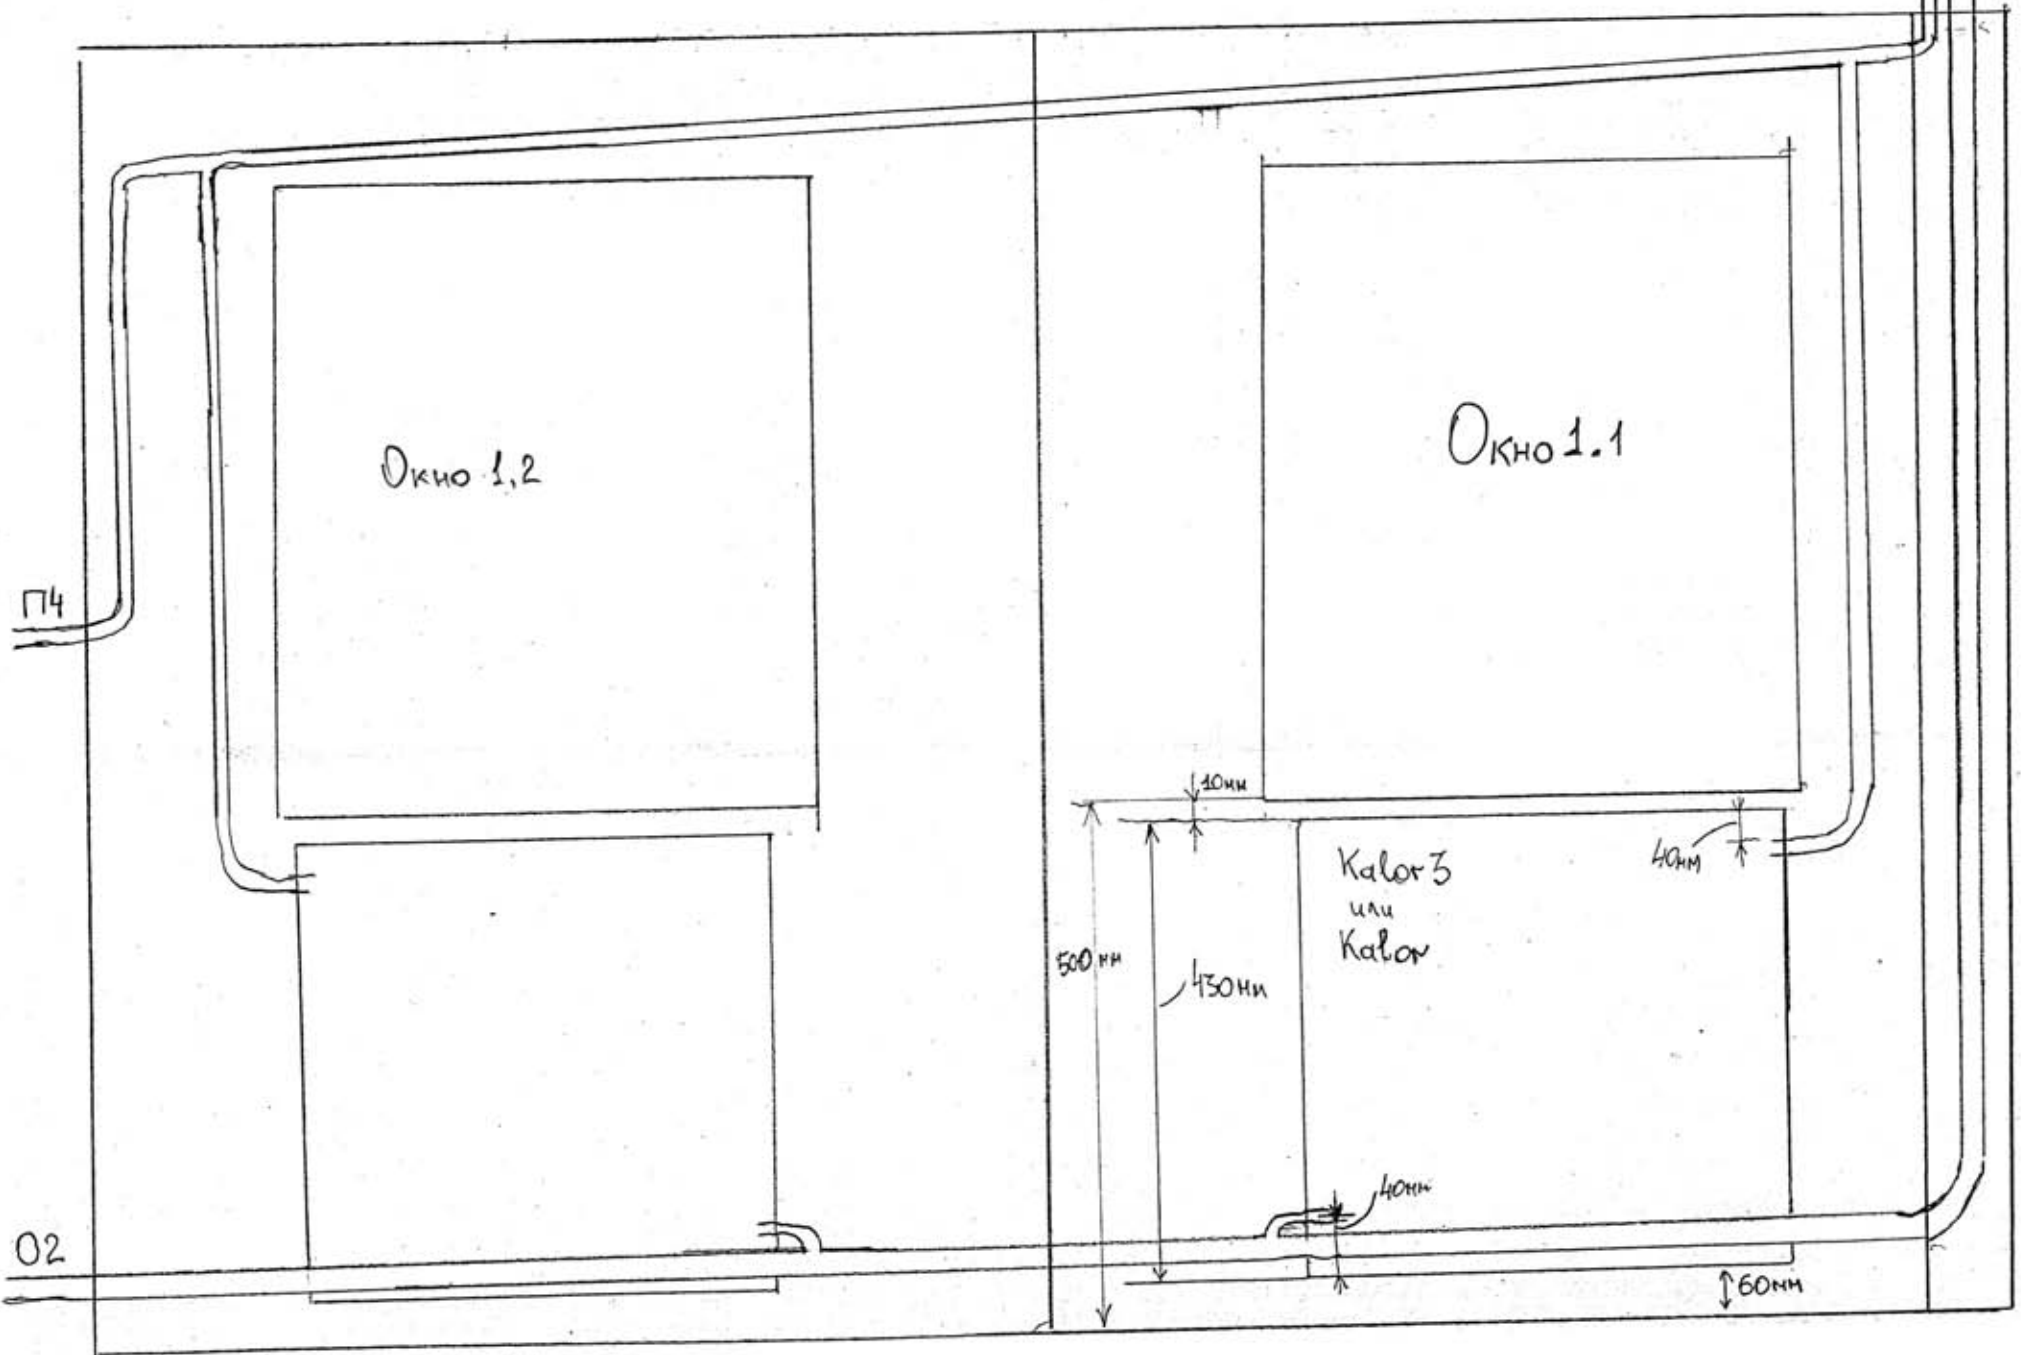 Окно 1.2
Окно 1.1
П4
10мм
Kalor 3
или
Kalor
40мм
500мм
430мм
40мм
О2
60мм